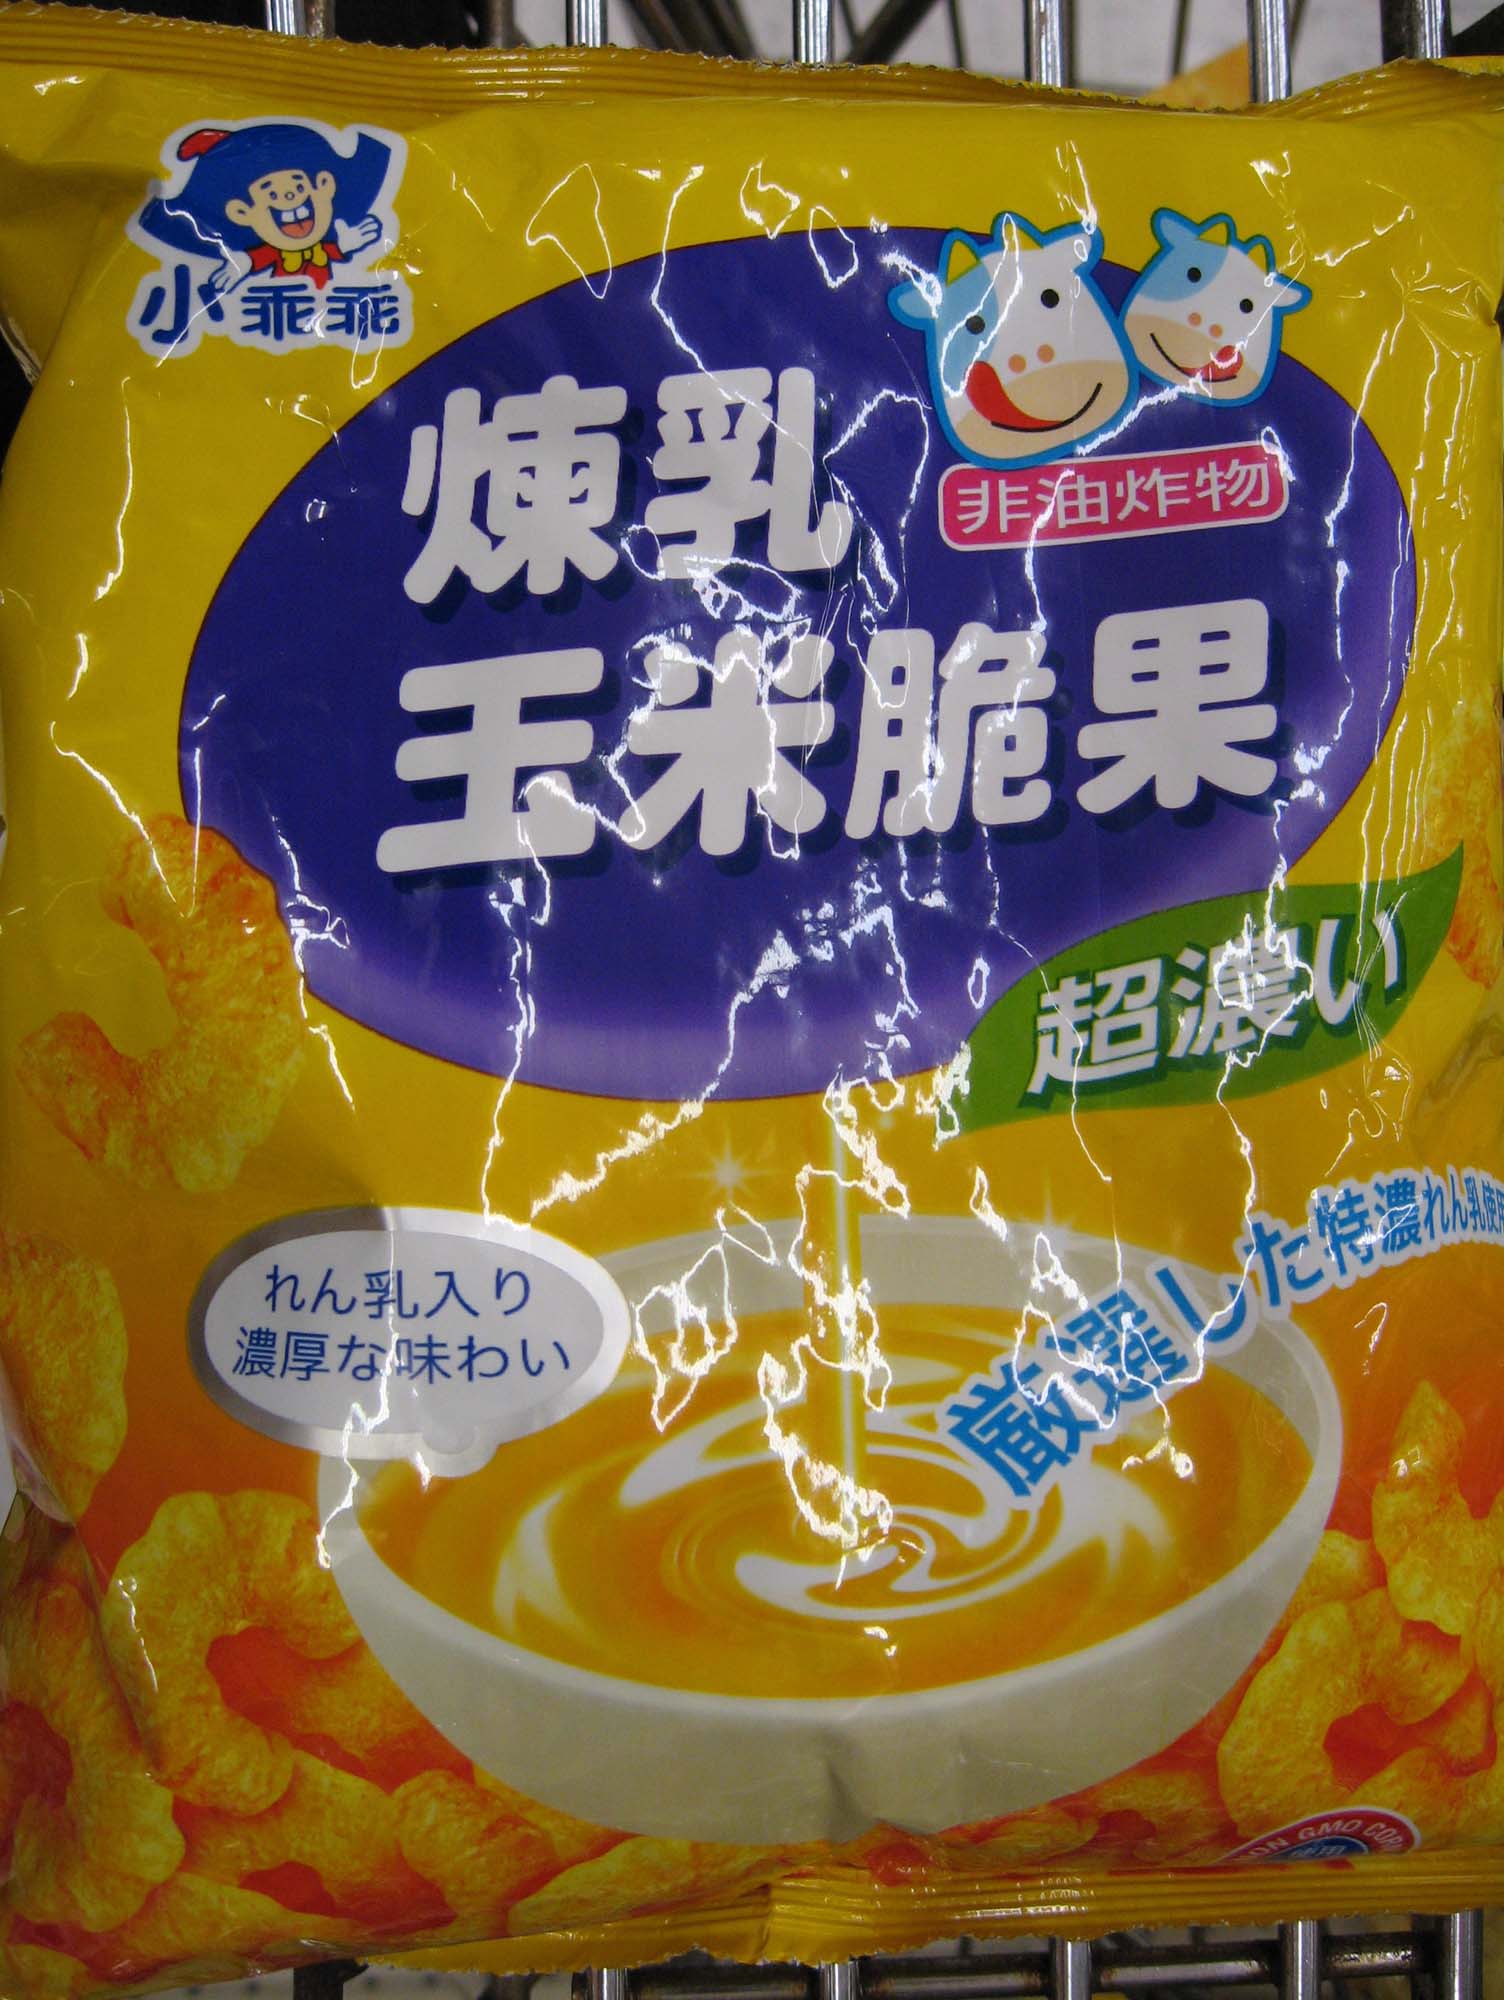 小乖乖
煉乳
非油炸物
玉米脆果
超濃い
厳選した特濃れん乳使
れん乳入り
濃厚な味わい
GMO